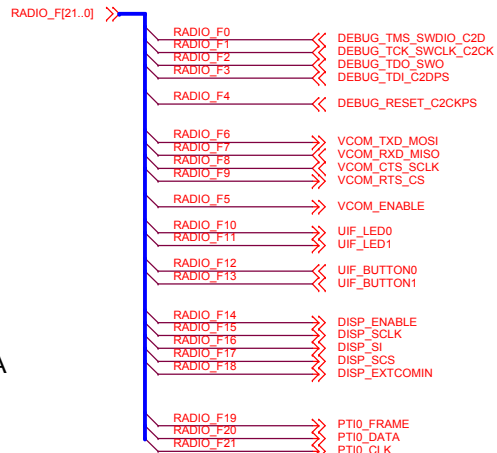 RADIO_F[21..0]
RADIO_F0 DEBUG_TMS_SWDIO_C2D
RADIO_F1 DEBUG_TCK_SWCLK_C2CK
RADIO_F2 DEBUG_TDO_SWO
RADIO_F3 DEBUG_TDI_C2DPS
RADIO_F4 DEBUG_RESET_C2CKPS
RADIO_F6 VCOM_TXD_MOSI
RADIO_F7 VCOM_RXD_MISO
RADIO_F8 VCOM_CTS_SCLK
RADIO_F9 VCOM_RTS_CS
RADIO_F5 VCOM_ENABLE
RADIO_F10 UIF_LED0
RADIO_F11 UIF_LED1
RADIO_F12 UIF_BUTTON0
RADIO_F13 UIF_BUTTON1
RADIO_F14 DISP_ENABLE
RADIO_F15 DISP_SCLK
RADIO_F16 DISP_SI
RADIO_F17 DISP_SCS
A
RADIO_F18 DISP_EXTCOMIN
RADIO_F19 PTI0_FRAME
RADIO_F20 PTI0_DATA
RADIO_F21 PTI0_CLK